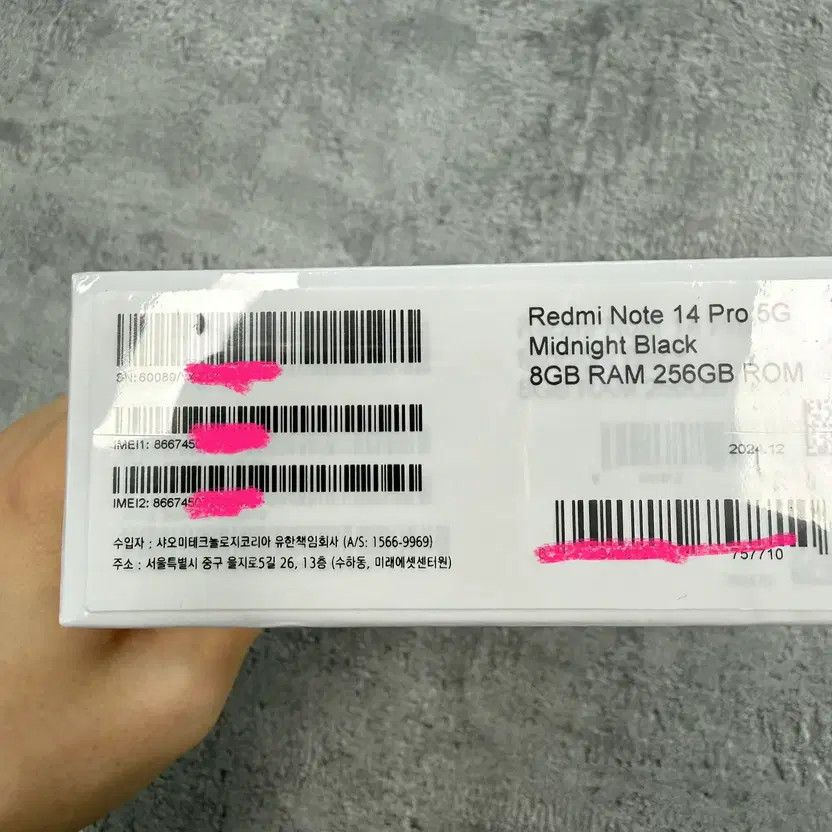 SN: 60089/
IMEI1: 866745
IMEI2: 866745
수입자 : 샤오미테크놀로지코리아 유한책임회사 (A/S: 1566-9969)
주소 : 서울특별시 중구 을지로5길 26, 13층 (수하동, 미래에셋센터원)
Redmi Note 14 Pro 5G
Midnight Black
8GB RAM 256GB ROM
2024.12
757710